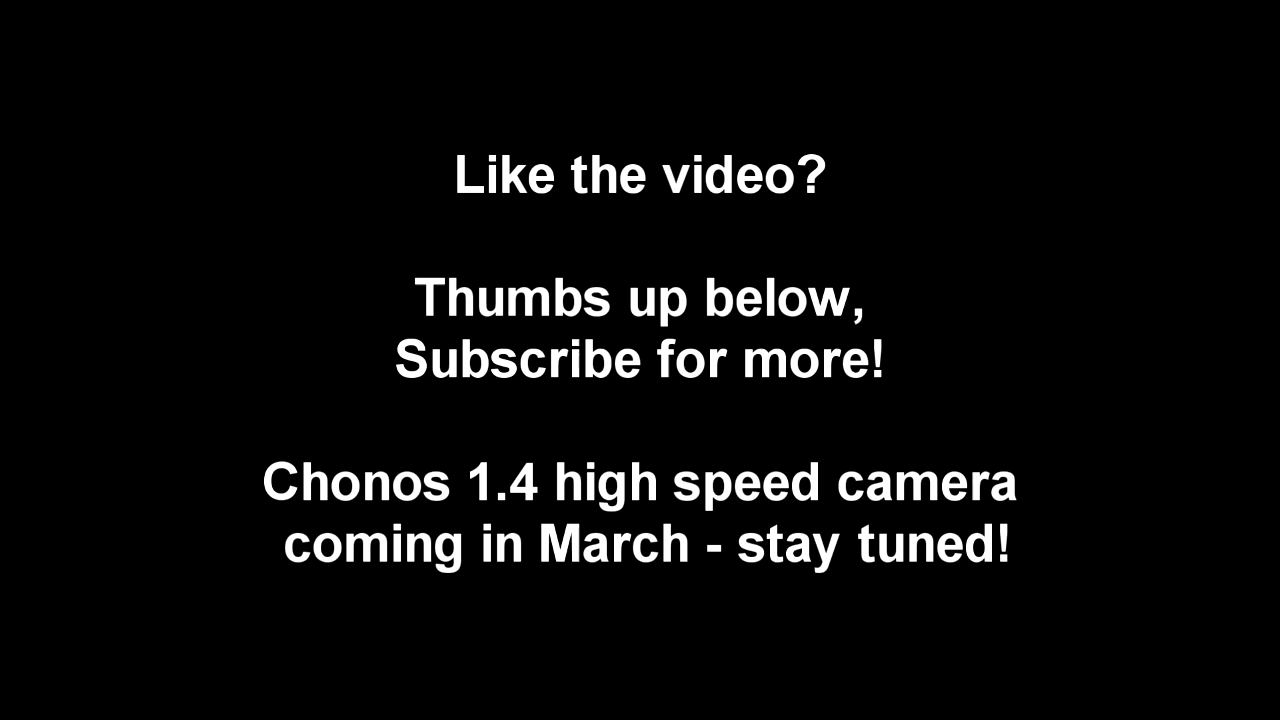 Like the video?
Thumbs up below,
Subscribe for more!
Chonos 1.4 high speed camera
coming in March - stay tuned!